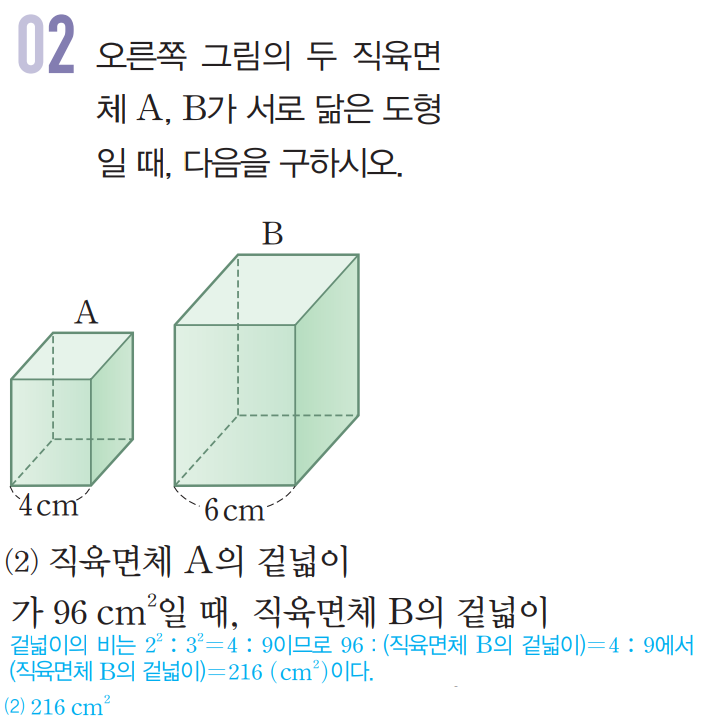 02 오른쪽 그림의 두 직육면
체 A, B가 서로 닮은 도형
일 때, 다음을 구하시오.
B
A
4 cm
6 cm
(2) 직육면체 A의 겉넓이
가 96 cm²일 때, 직육면체 B의 겉넓이
겉넓이의 비는 2² : 3²=4 : 9이므로 96 : (직육면체 B의 겉넓이)=4 : 9에서
(직육면체 B의 겉넓이)=216 (cm²)이다.
(2) 216 cm²